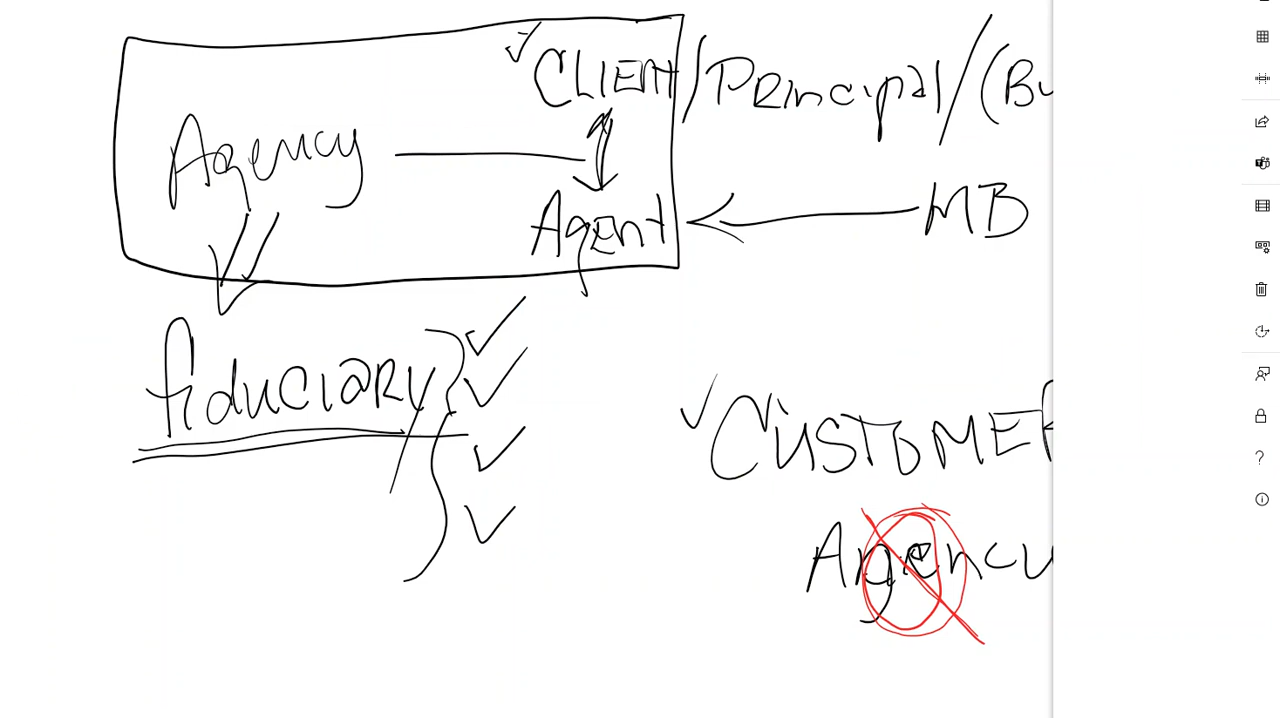 CLIENT/Principal/(Bu
Agency
Agent
MB
fiduciary
CUSTOMER
Agency